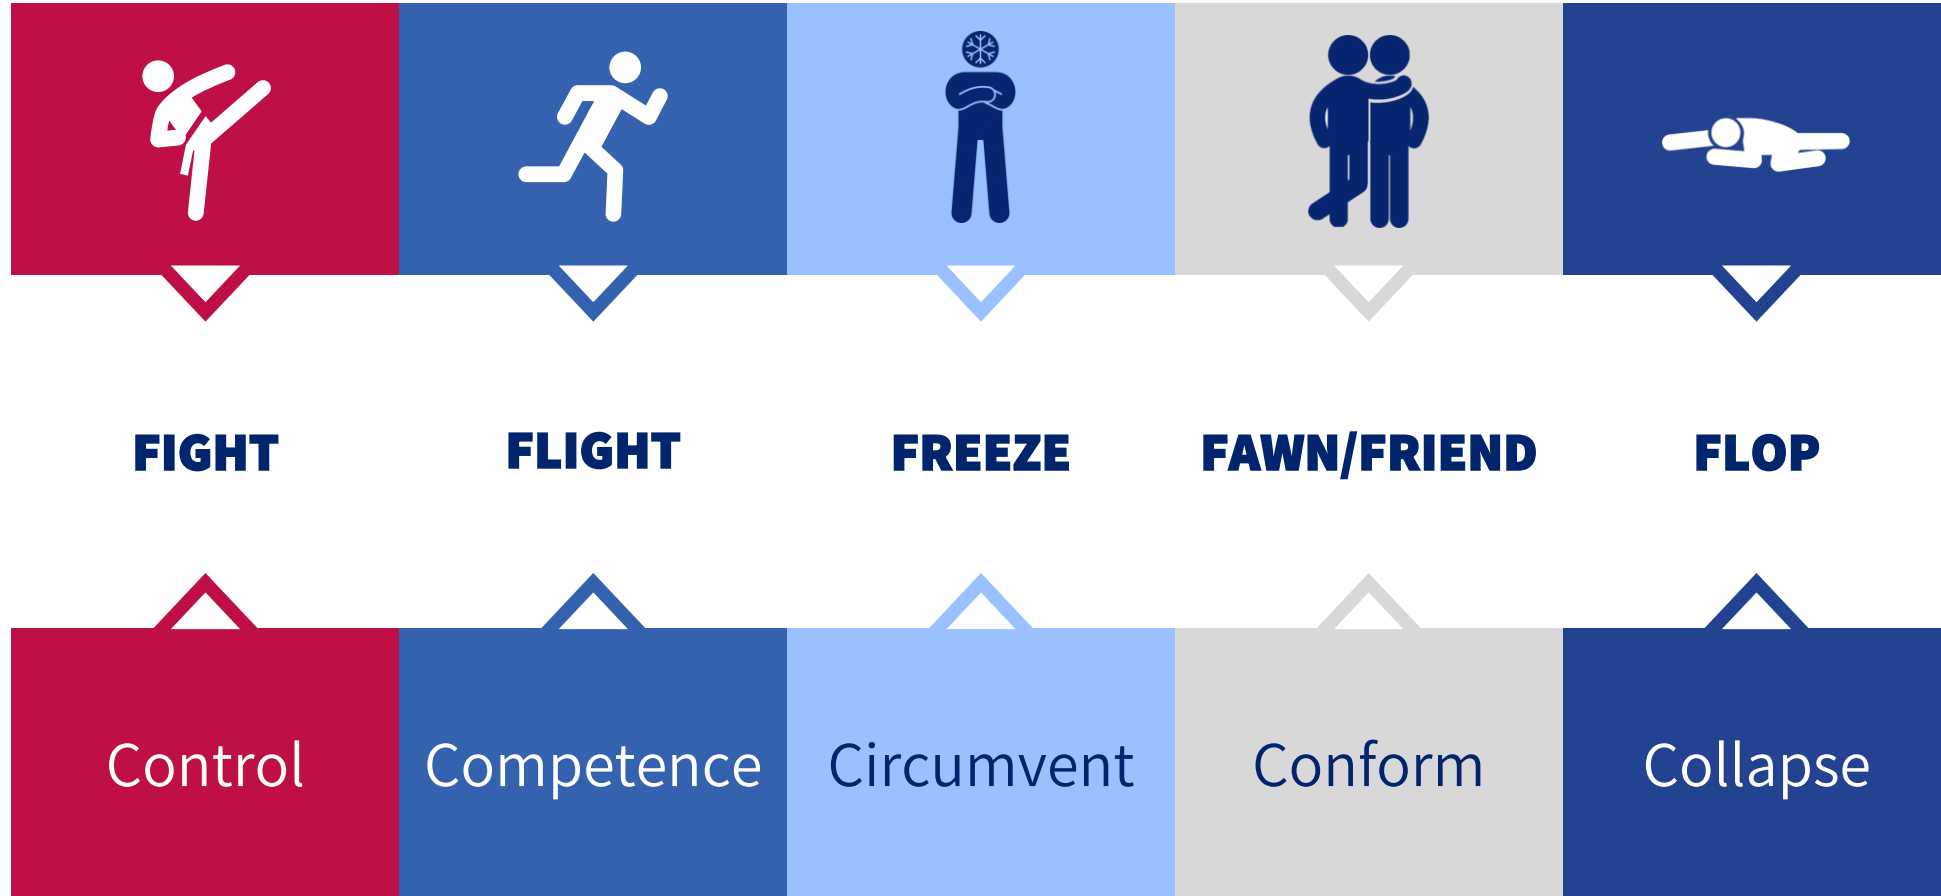 FIGHT
FLIGHT
FREEZE
FAWN/FRIEND
FLOP
Control
Competence
Circumvent
Conform
Collapse